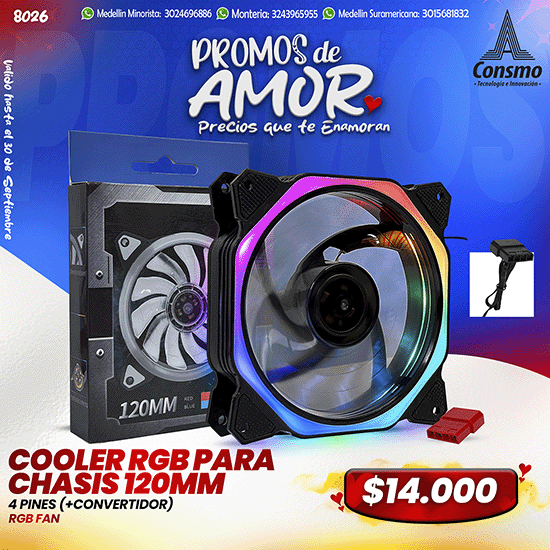 8026
Medellin Minorista: 3024696886
Monteria: 3243965955
Medellin Suramericana: 3015681832
Valido hasta el 30 de Septiembre
PROMOS
PROMOS de
AMOR
Precios que te Enamoran
Consmo
• Tecnología e Innovación •
120MM
RED
BLUE
COOLER RGB PARA
CHASIS 120MM
4 PINES (+CONVERTIDOR)
RGB FAN
$14.000